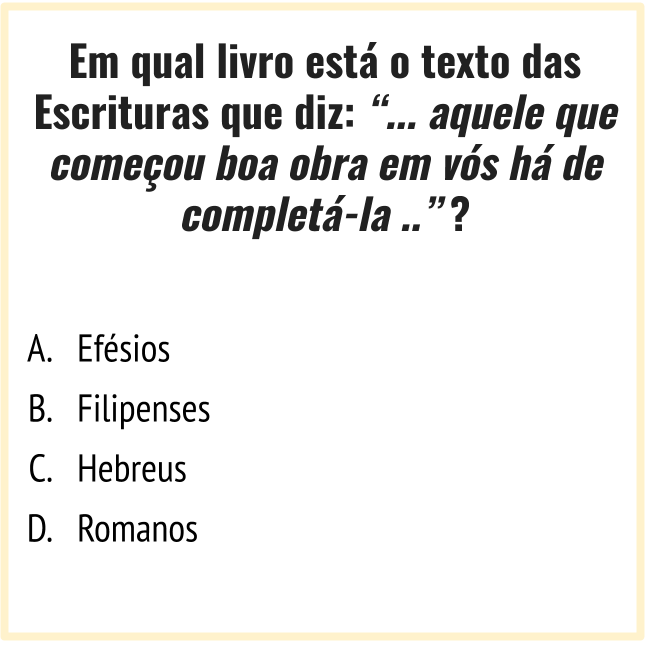 Em qual livro está o texto das
Escrituras que diz: “... aquele que
começou boa obra em vós há de
completá-la ..”?
A. Efésios
B. Filipenses
C. Hebreus
D. Romanos